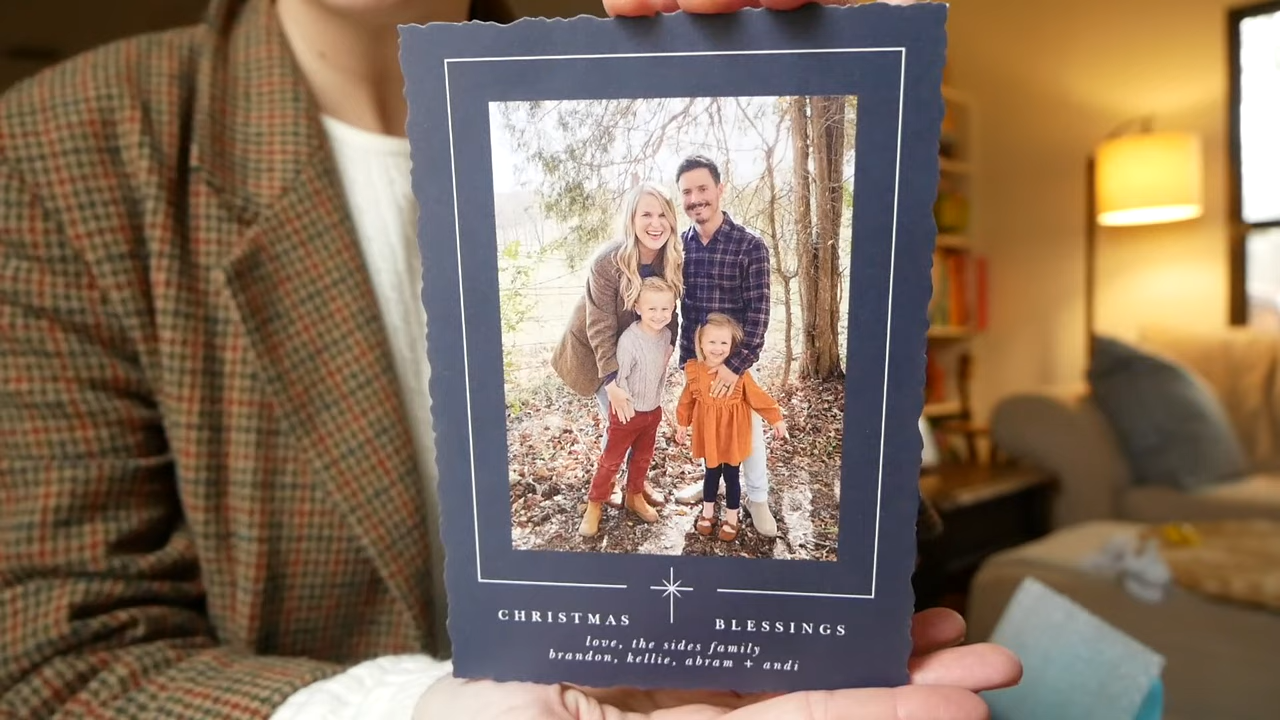 CHRISTMAS BLESSINGS
love, the sides family
brandon, kellie, abram + andi